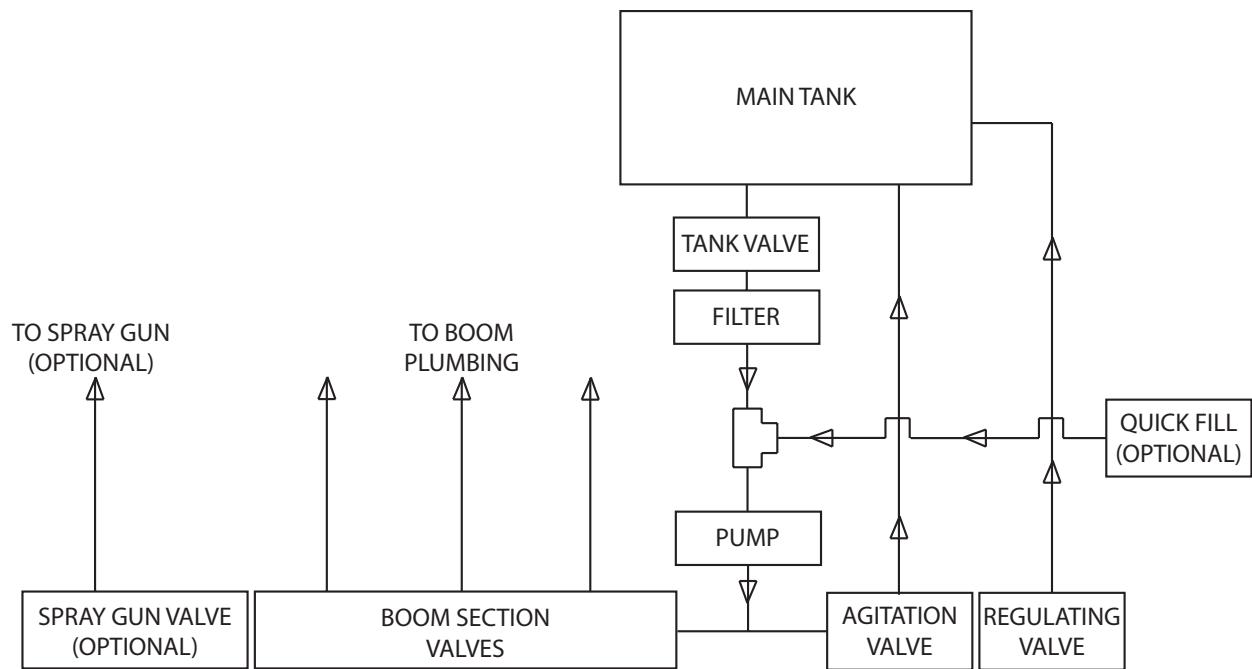 MAIN TANK
TANK VALVE
FILTER
TO SPRAY GUN
(OPTIONAL)
TO BOOM
PLUMBING
QUICK FILL
(OPTIONAL)
PUMP
SPRAY GUN VALVE
(OPTIONAL)
BOOM SECTION
VALVES
AGITATION
VALVE
REGULATING
VALVE